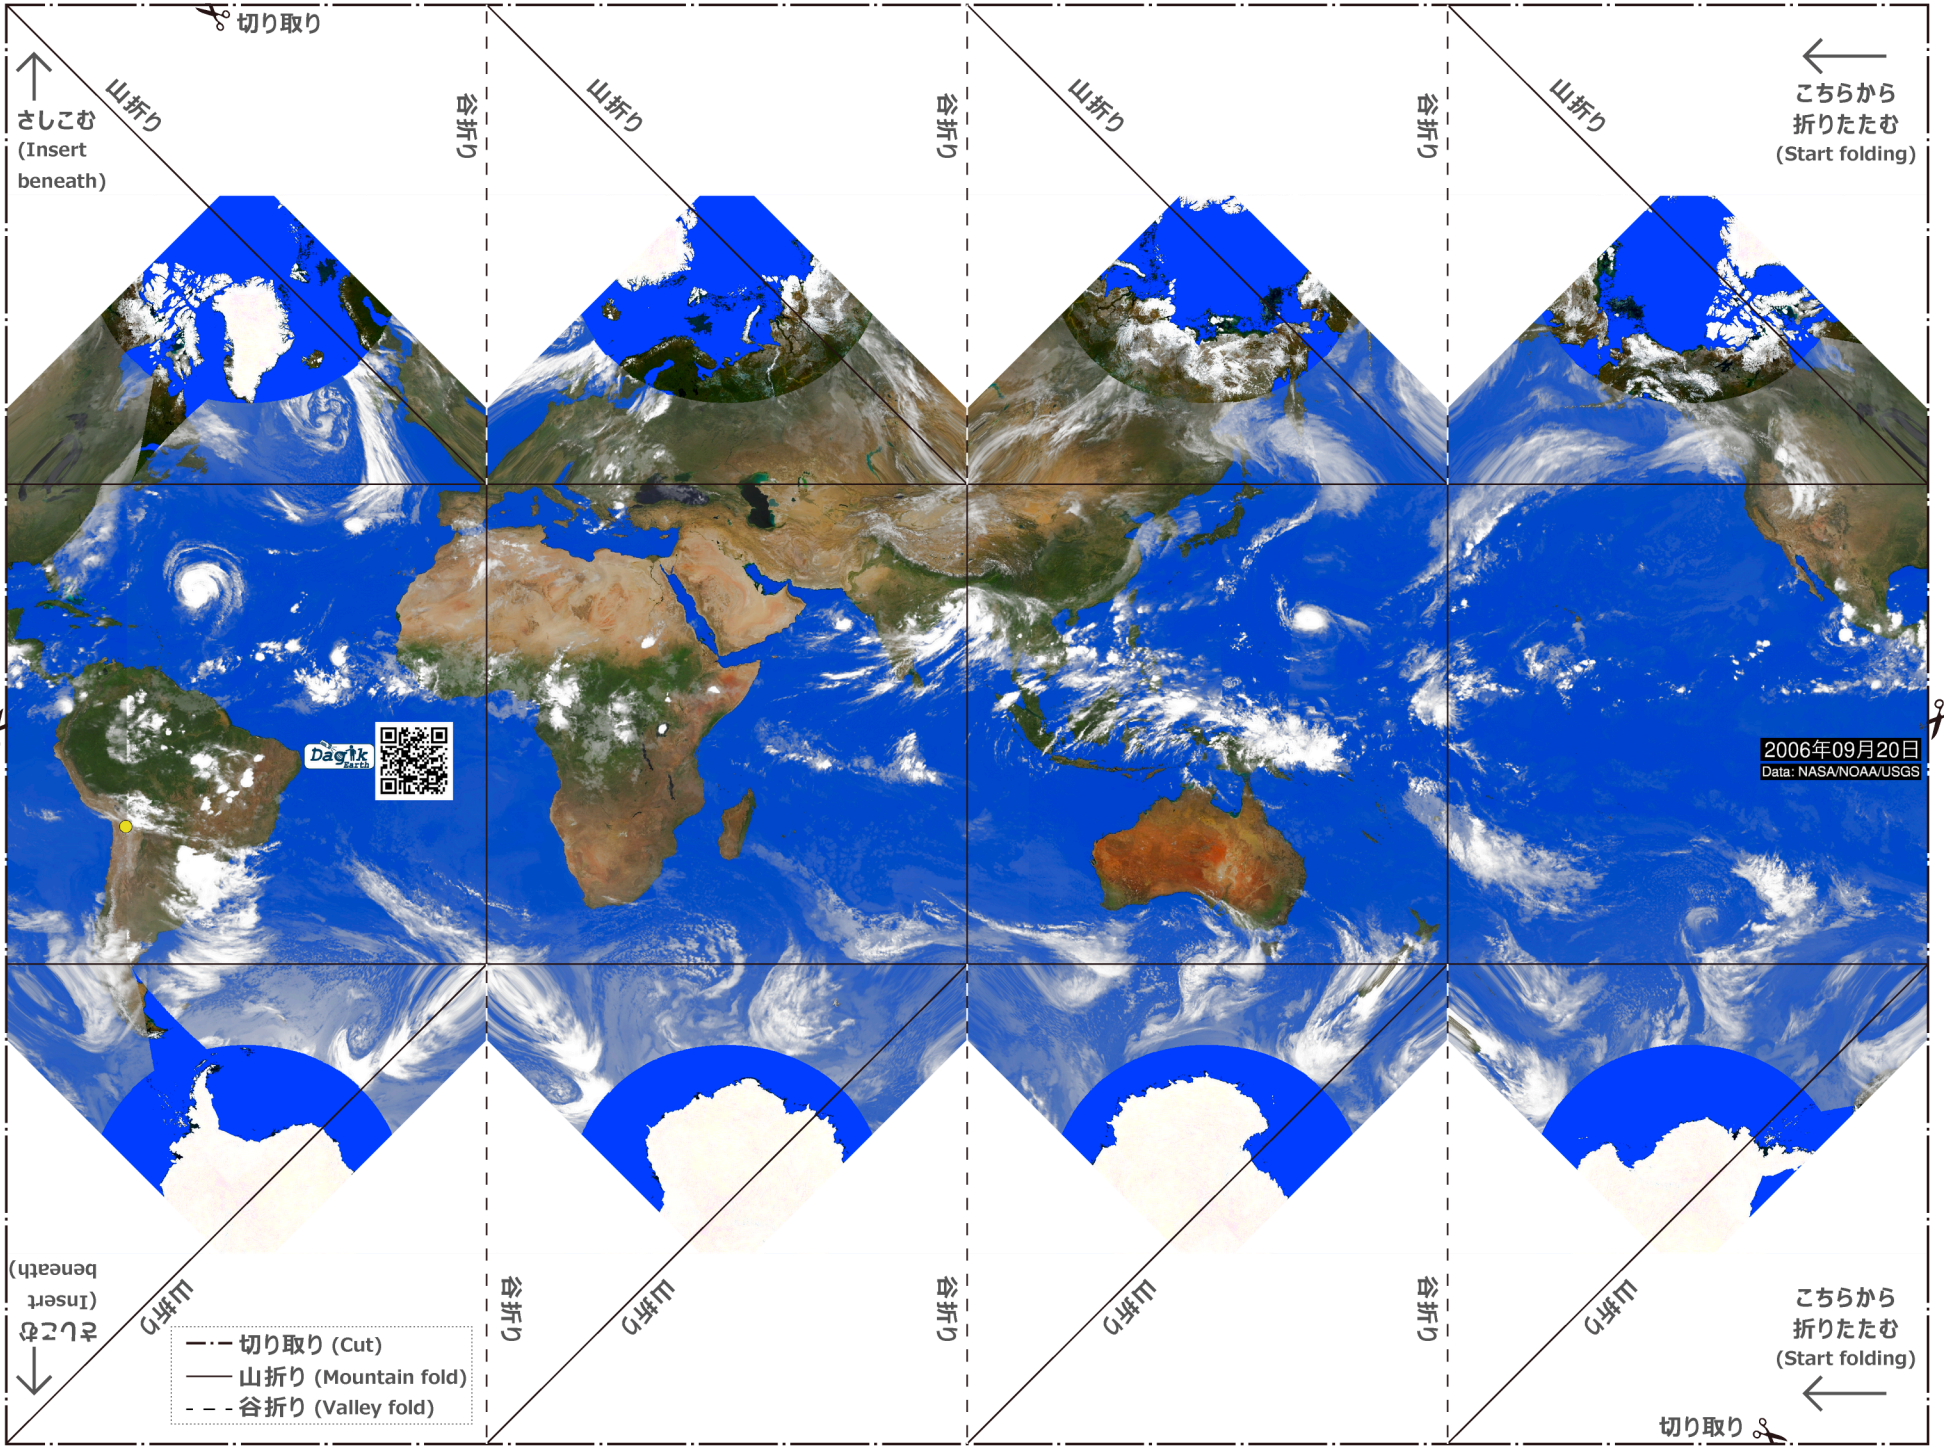 切り取り
さしこむ
(Insert
beneath)
山折り
谷折り
山折り
谷折り
山折り
谷折り
山折り
こちらから
折りたたむ
(Start folding)
Dagik
Earth
2006年09月20日
Data: NASA/NOAA/USGS
さしこむ
(Insert
beneath)
山折り
谷折り
山折り
谷折り
山折り
谷折り
山折り
こちらから
折りたたむ
(Start folding)
切り取り (Cut)
山折り (Mountain fold)
谷折り (Valley fold)
切り取り